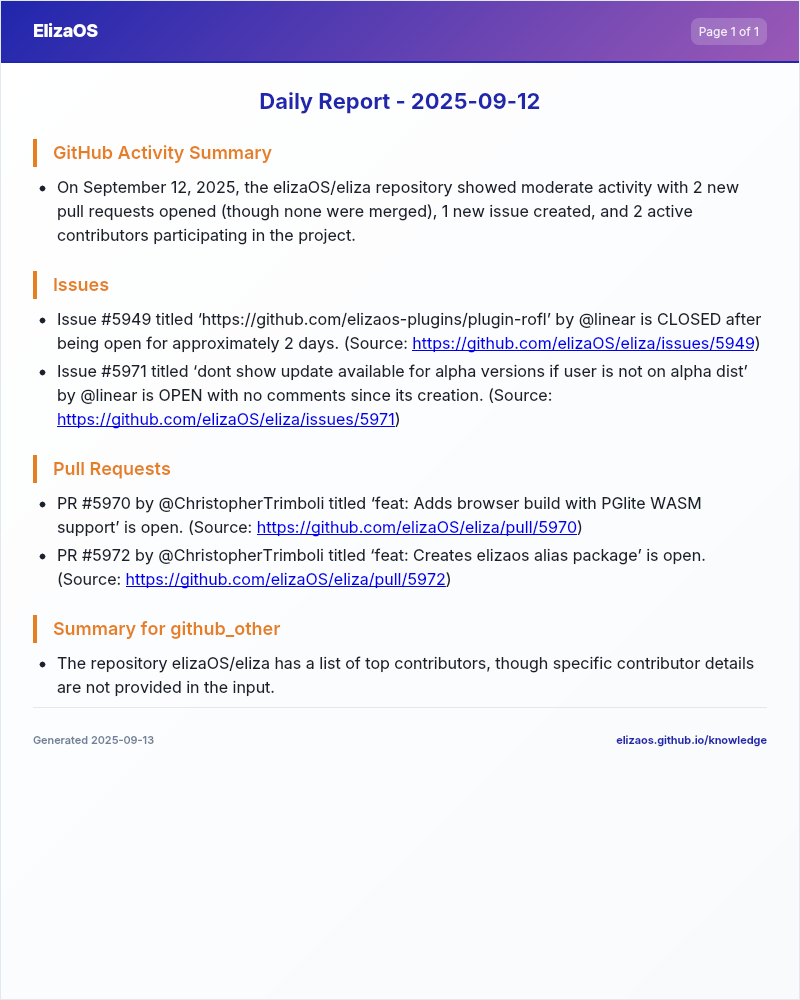 ElizaOS
Page 1 of 1
Daily Report - 2025-09-12
GitHub Activity Summary
• On September 12, 2025, the elizaOS/eliza repository showed moderate activity with 2 new
pull requests opened (though none were merged), 1 new issue created, and 2 active
contributors participating in the project.
Issues
• Issue #5949 titled ‘https://github.com/elizaos-plugins/plugin-rofl’ by @linear is CLOSED after
being open for approximately 2 days. (Source: https://github.com/elizaOS/eliza/issues/5949)
• Issue #5971 titled ‘dont show update available for alpha versions if user is not on alpha dist’
by @linear is OPEN with no comments since its creation. (Source:
https://github.com/elizaOS/eliza/issues/5971)
Pull Requests
• PR #5970 by @ChristopherTrimboli titled ‘feat: Adds browser build with PGlite WASM
support’ is open. (Source: https://github.com/elizaOS/eliza/pull/5970)
• PR #5972 by @ChristopherTrimboli titled ‘feat: Creates elizaos alias package’ is open.
(Source: https://github.com/elizaOS/eliza/pull/5972)
Summary for github_other
• The repository elizaOS/eliza has a list of top contributors, though specific contributor details
are not provided in the input.
Generated 2025-09-13
elizaos.github.io/knowledge